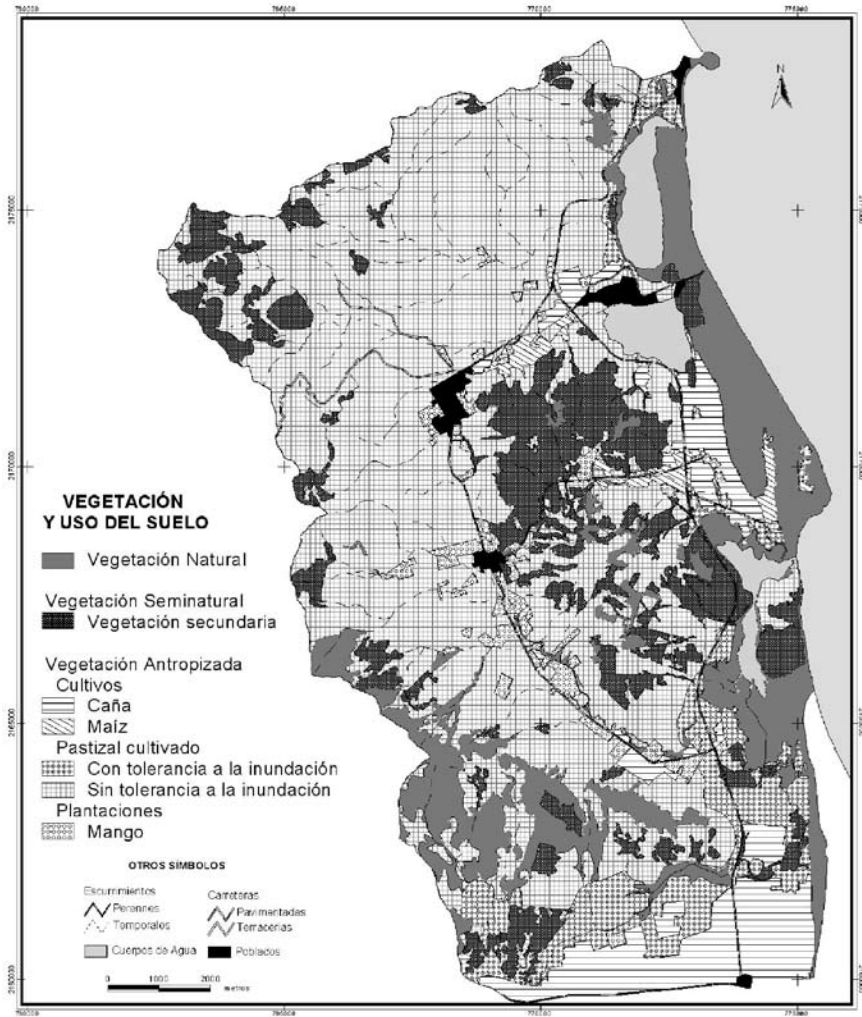 N
VEGETACIÓN
Y USO DEL SUELO
Vegetación Natural
Vegetación Seminatural
Vegetación secundaria
Vegetación Antropizada
Cultivos
Caña
Maíz
Pastizal cultivado
Con tolerancia a la inundación
Sin tolerancia a la inundación
Plantaciones
Mango
OTROS SÍMBOLOS
Escurrimientos
Perennes
Temporales
Carreteras
Pavimentadas
Terracerías
Cuerpos de Agua
Poblados
0 1000 2000
metros